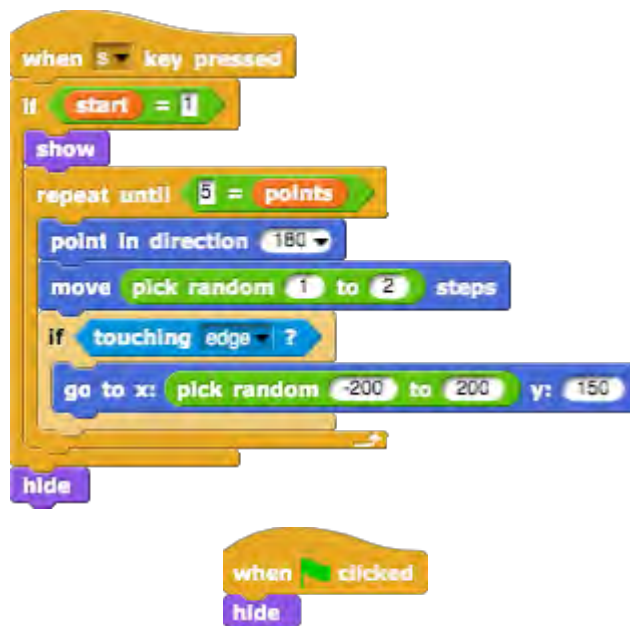 when s key pressed
if start = 1
show
repeat until 5 = points
point in direction 180
move pick random 1 to 2 steps
if touching edge ?
go to x: pick random -200 to 200 y: 150
hide
when clicked
hide